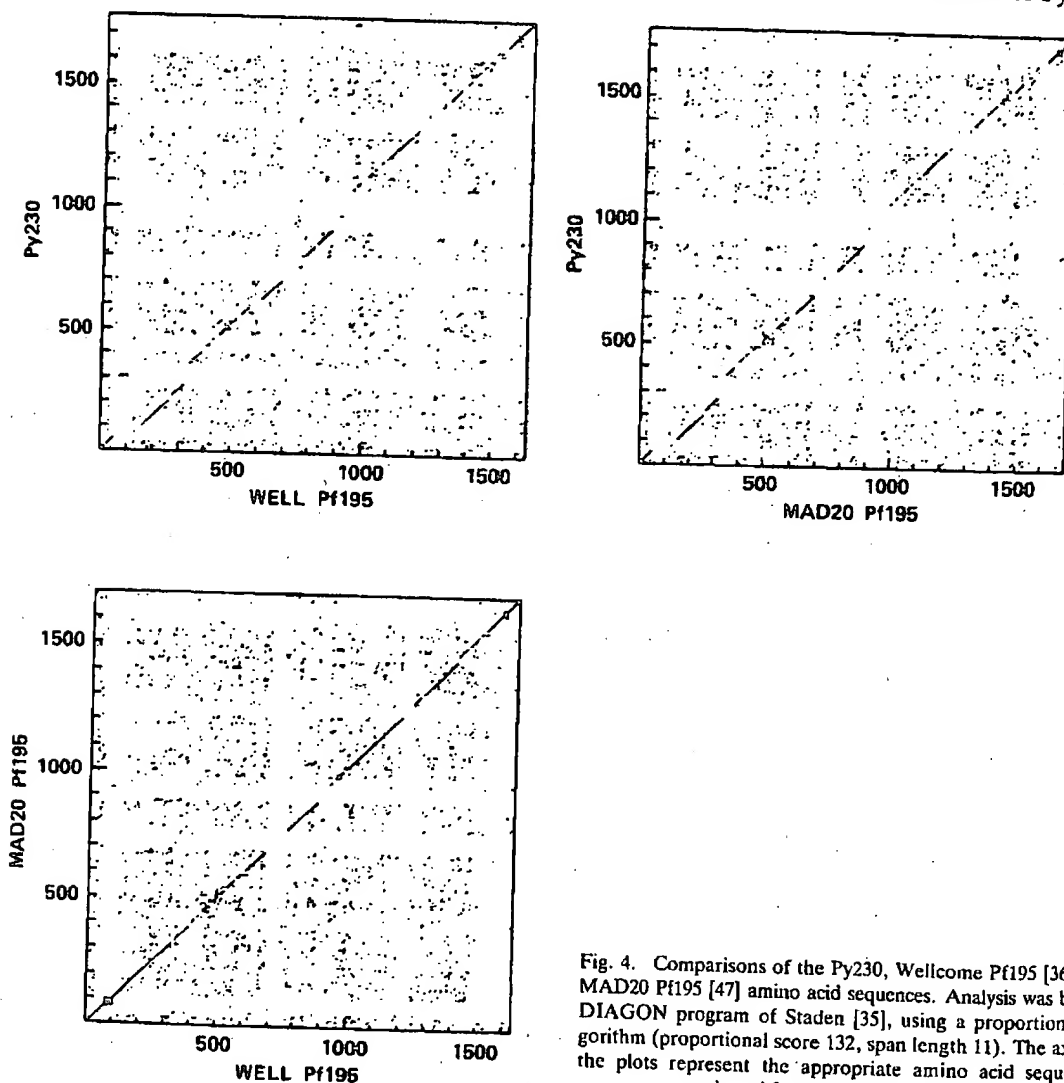 1500
1000
500
Py230
500
1000
1500
WELL Pf195
1500
1000
500
Py230
500
1000
1500
MAD20 Pf195
1500
1000
500
MAD20 Pf195
500
1000
1500
WELL Pf195
Fig. 4. Comparisons of the Py230, Wellcome Pf195 [36
MAD20 Pf195 [47] amino acid sequences. Analysis was
DIAGON program of Staden [35], using a proportion
gorithm (proportional score 132, span length 11). The
the plots represent the appropriate amino acid